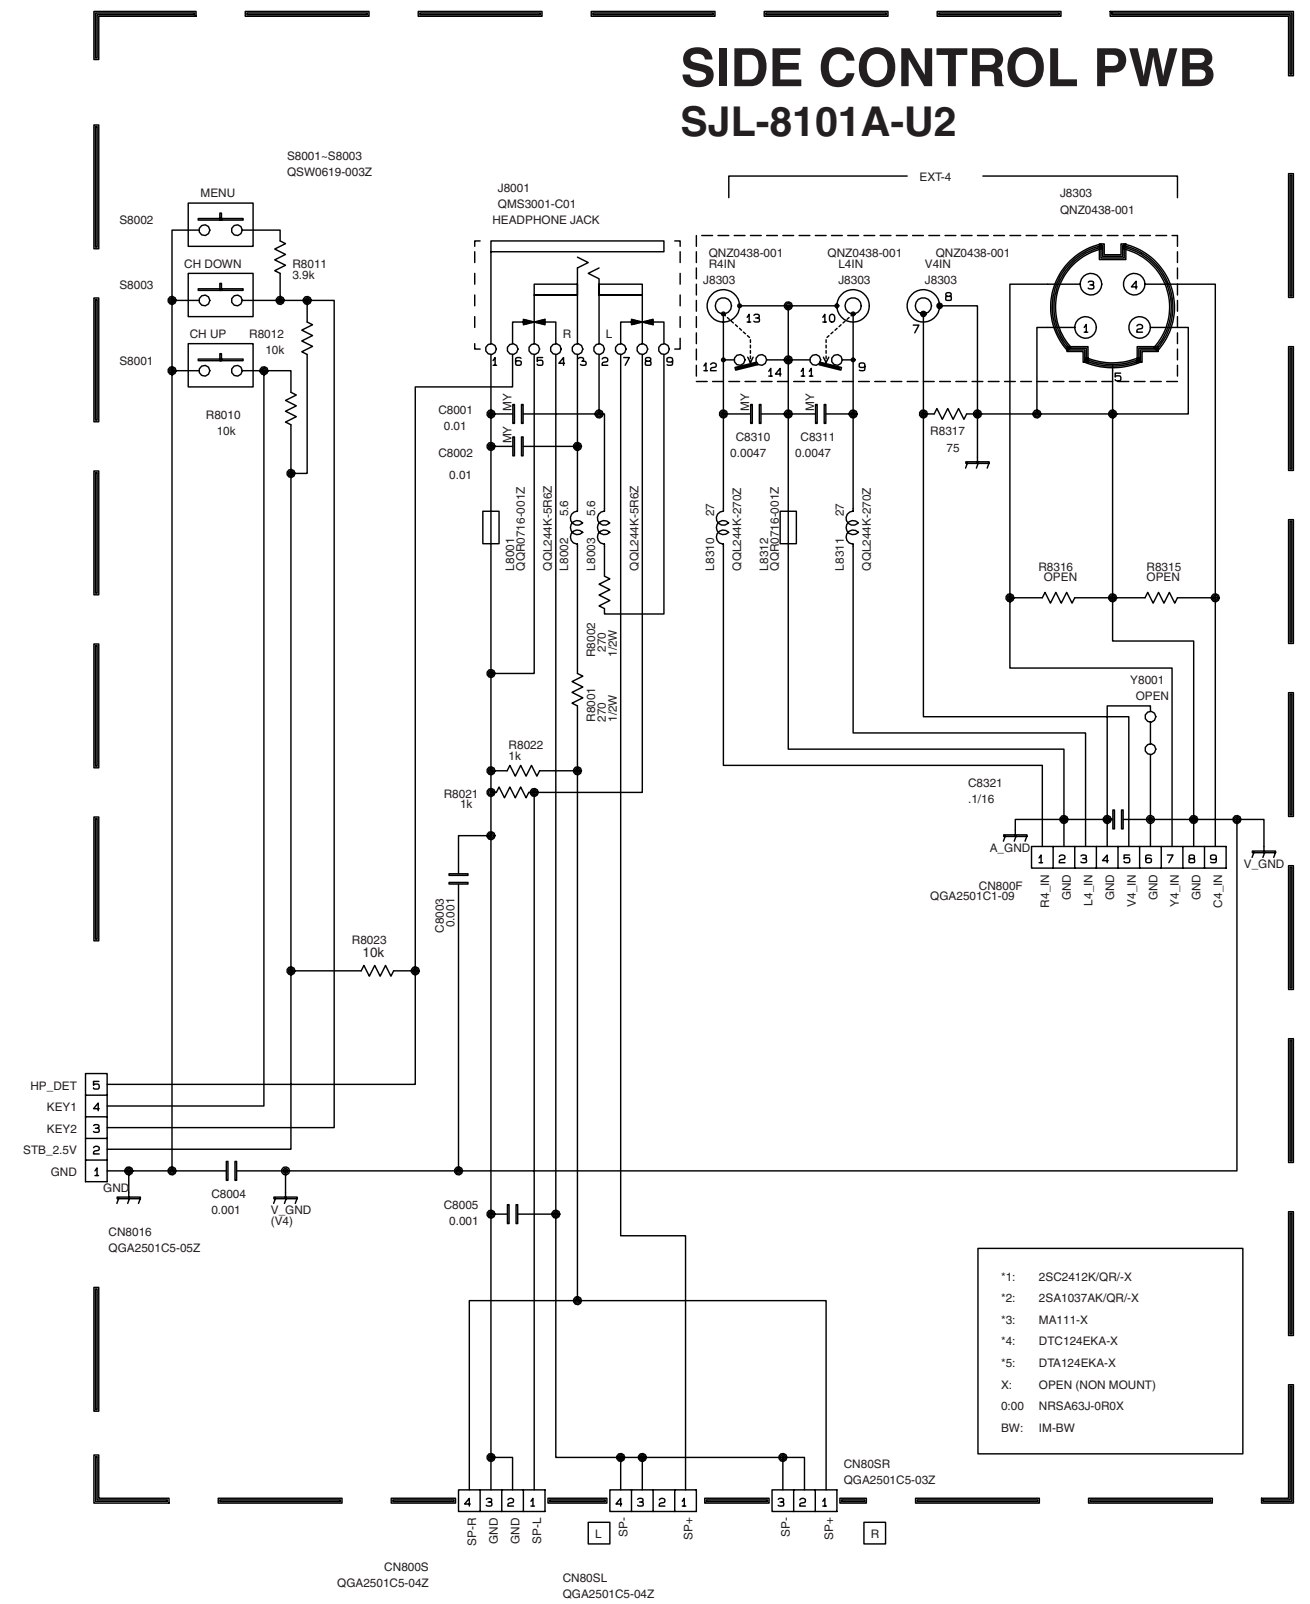 SIDE CONTROL PWB
SJL-8101A-U2
S8001~S8003
QSW0619-003Z
MENU
S8002
R8011
3.9k
CH DOWN
S8003
CH UP
R8012
10k
S8001
R8010
10k
J8001
QMS3001-C01
HEADPHONE JACK
R
L
1
6
5
4
3
2
7
8
9
C8001
0.01
MY
C8002
0.01
MY
L8001
QQR0716-001Z
QQL244K-5R6Z
L8002
5.6
L8003
5.6
QQL244K-5R6Z
R8002
270
1/2W
R8001
270
1/2W
R8022
1k
R8021
1k
C8003
0.001
R8023
10k
EXT-4
J8303
QNZ0438-001
QNZ0438-001
R4IN
J8303
QNZ0438-001
L4IN
J8303
QNZ0438-001
V4IN
J8303
13
10
8
7
12
14
11
9
3
4
1
2
5
MY
MY
C8310
0.0047
C8311
0.0047
R8317
75
L8310
27
QQL244K-270Z
L8312
QQR0716-001Z
L8311
27
QQL244K-270Z
R8316
OPEN
R8315
OPEN
Y8001
OPEN
C8321
.1/16
A_GND
V_GND
1 2 3 4 5 6 7 8 9
CN800F
QGA2501C1-09
R4_IN
GND
L4_IN
GND
V4_IN
GND
Y4_IN
GND
C4_IN
HP_DET 5
KEY1 4
KEY2 3
STB_2.5V 2
GND 1
GND
C8004
0.001
V_GND
(V4)
CN8016
QGA2501C5-05Z
C8005
0.001
*1: 2SC2412K/QR/-X
*2: 2SA1037AK/QR/-X
*3: MA111-X
*4: DTC124EKA-X
*5: DTA124EKA-X
X: OPEN (NON MOUNT)
0:00 NRSA63J-0R0X
BW: IM-BW
CN80SR
QGA2501C5-03Z
4 3 2 1
SP-R
GND
GND
SP-L
L
4 3 2 1
SP-
SP+
3 2 1
SP-
SP+
R
CN800S
QGA2501C5-04Z
CN80SL
QGA2501C5-04Z